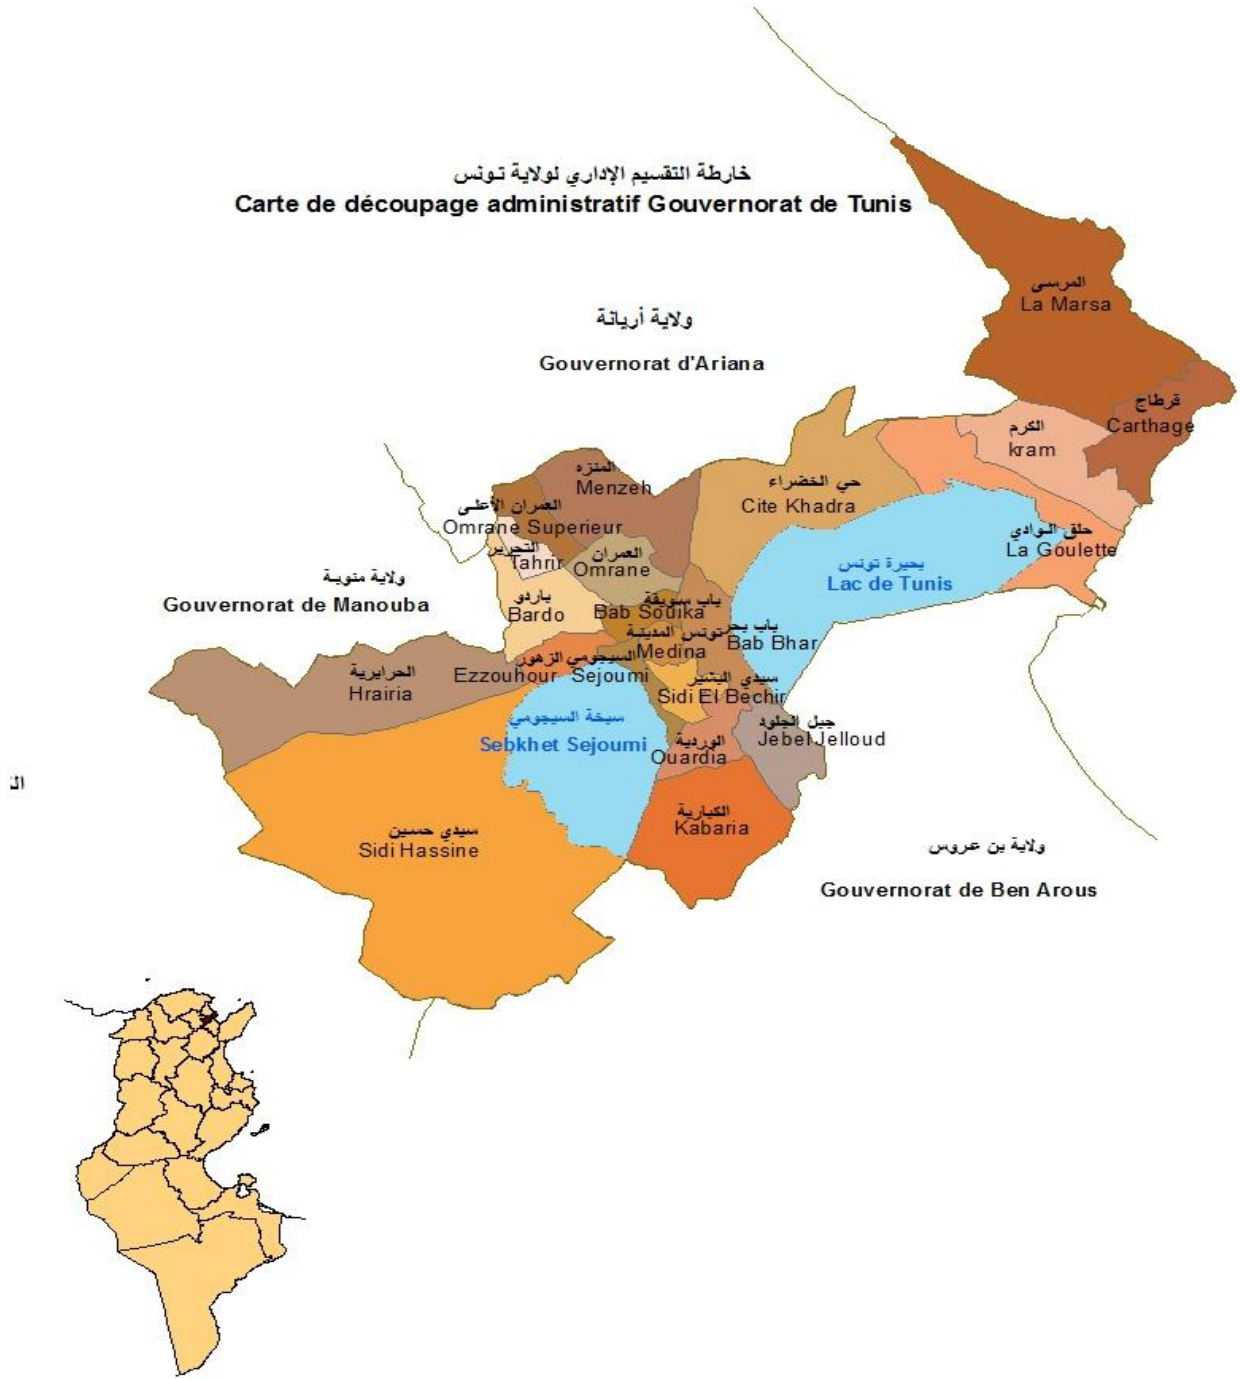 خارطة التقسيم الإداري لولاية تونس
Carte de découpage administratif Gouvernorat de Tunis
المرسى
La Marsa
ولاية أريانة
Gouvernorat d'Ariana
قرطاج
Carthage
الكرم
kram
المنزه
Menzeh
حي الخضراء
Cite Khadra
العمران الأعلى
Omrane Superieur
حلق الوادي
La Goulette
التحرير
Tahrir
العمران
Omrane
بحيرة تونس
Lac de Tunis
ولاية منوبة
Gouvernorat de Manouba
باردو
Bardo
باب سويقة
Bab Souika
باب بحر
Bab Bhar
تونس المدينة
Medina
الحرايرية
Hrairia
الزهور
Ezzouhour
السيجومي
Sejoumi
سيدي البشير
Sidi El Bechir
سبخة السيجومي
Sebkhet Sejoumi
جبل الجلود
Jebel Jelloud
الوردية
Ouardia
ال
الكبارية
Kabaria
سيدي حسين
Sidi Hassine
ولاية بن عروس
Gouvernorat de Ben Arous